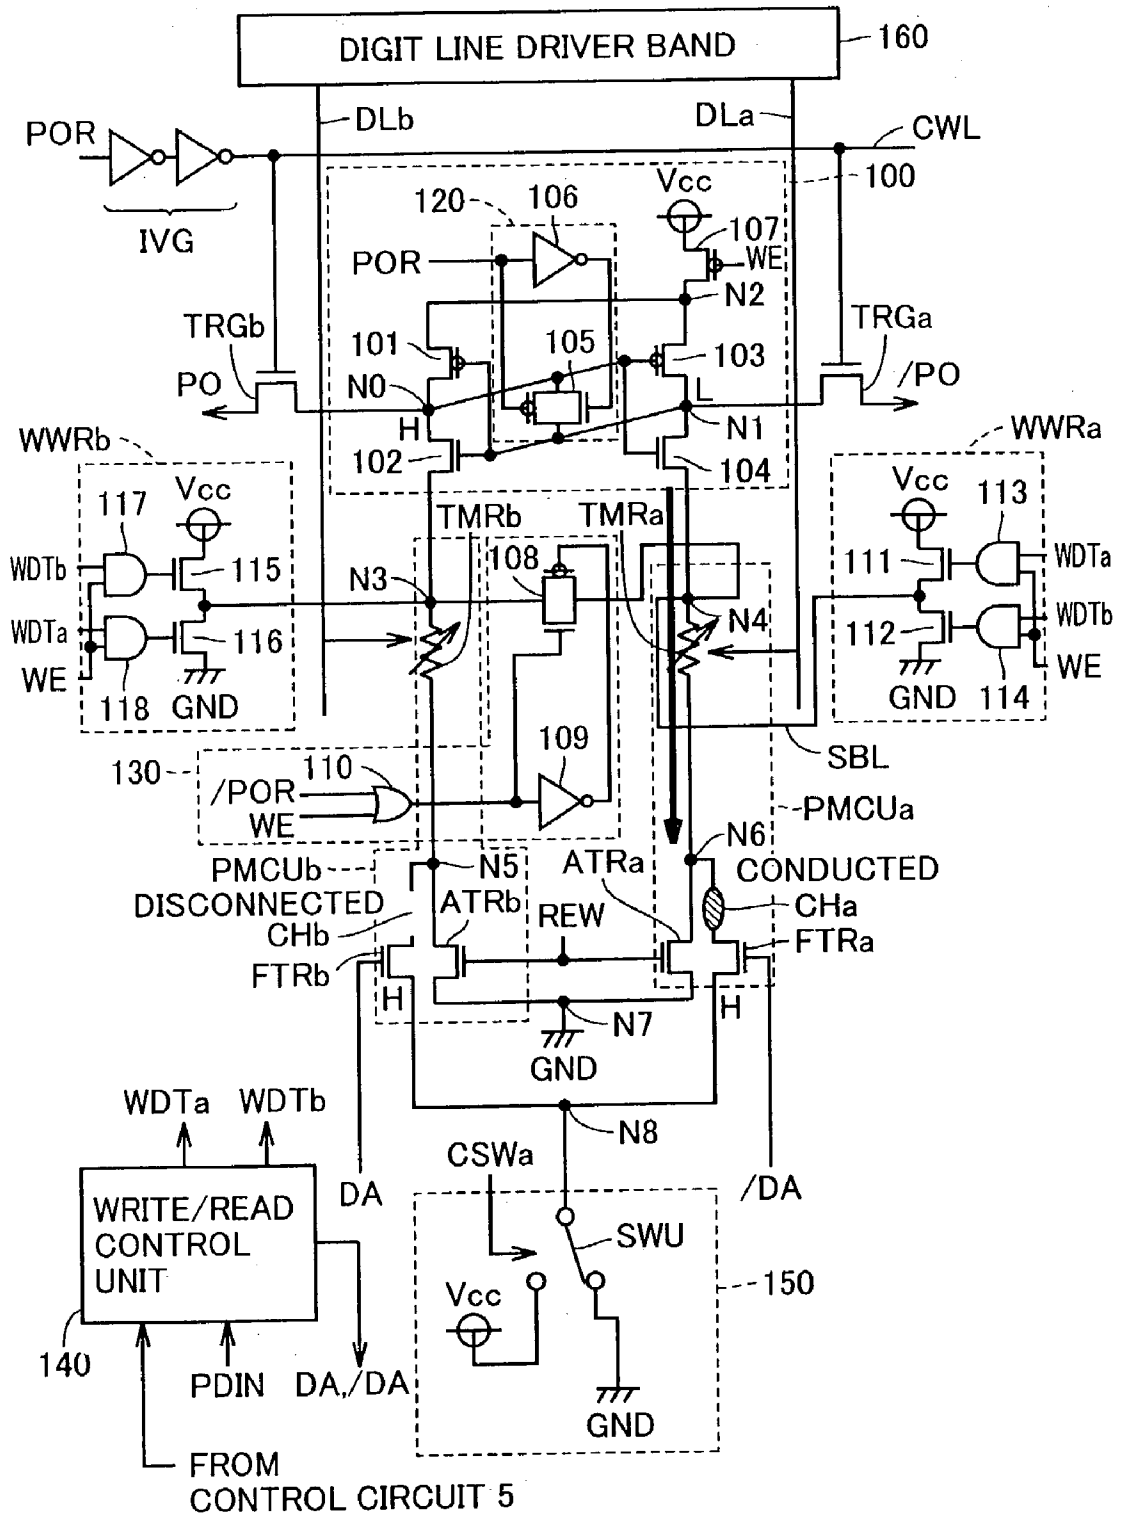 DIGIT LINE DRIVER BAND
160
DLb
DLa
POR
CWL
IVG
100
Vcc
120
106
107
POR
WE
N2
TRGb
TRGa
101
105
103
PO
N0
L
/PO
H
N1
WWRb
102
104
WWRa
Vcc
117
TMRb
TMRa
Vcc
113
108
WDTb
115
111
WDTa
N3
N4
WDTa
116
112
WDTb
WE
118
GND
GND
114
WE
SBL
109
130
110
/POR
WE
PMCUa
N6
PMCUb
N5
ATRa
CONDUCTED
DISCONNECTED
ATRb
REW
CHa
CHb
FTRa
FTRb
H
H
N7
GND
WDTa
WDTb
N8
CSWa
DA
/DA
WRITE/READ
CONTROL
UNIT
SWU
150
Vcc
140
PDIN
DA,/DA
GND
FROM
CONTROL CIRCUIT 5